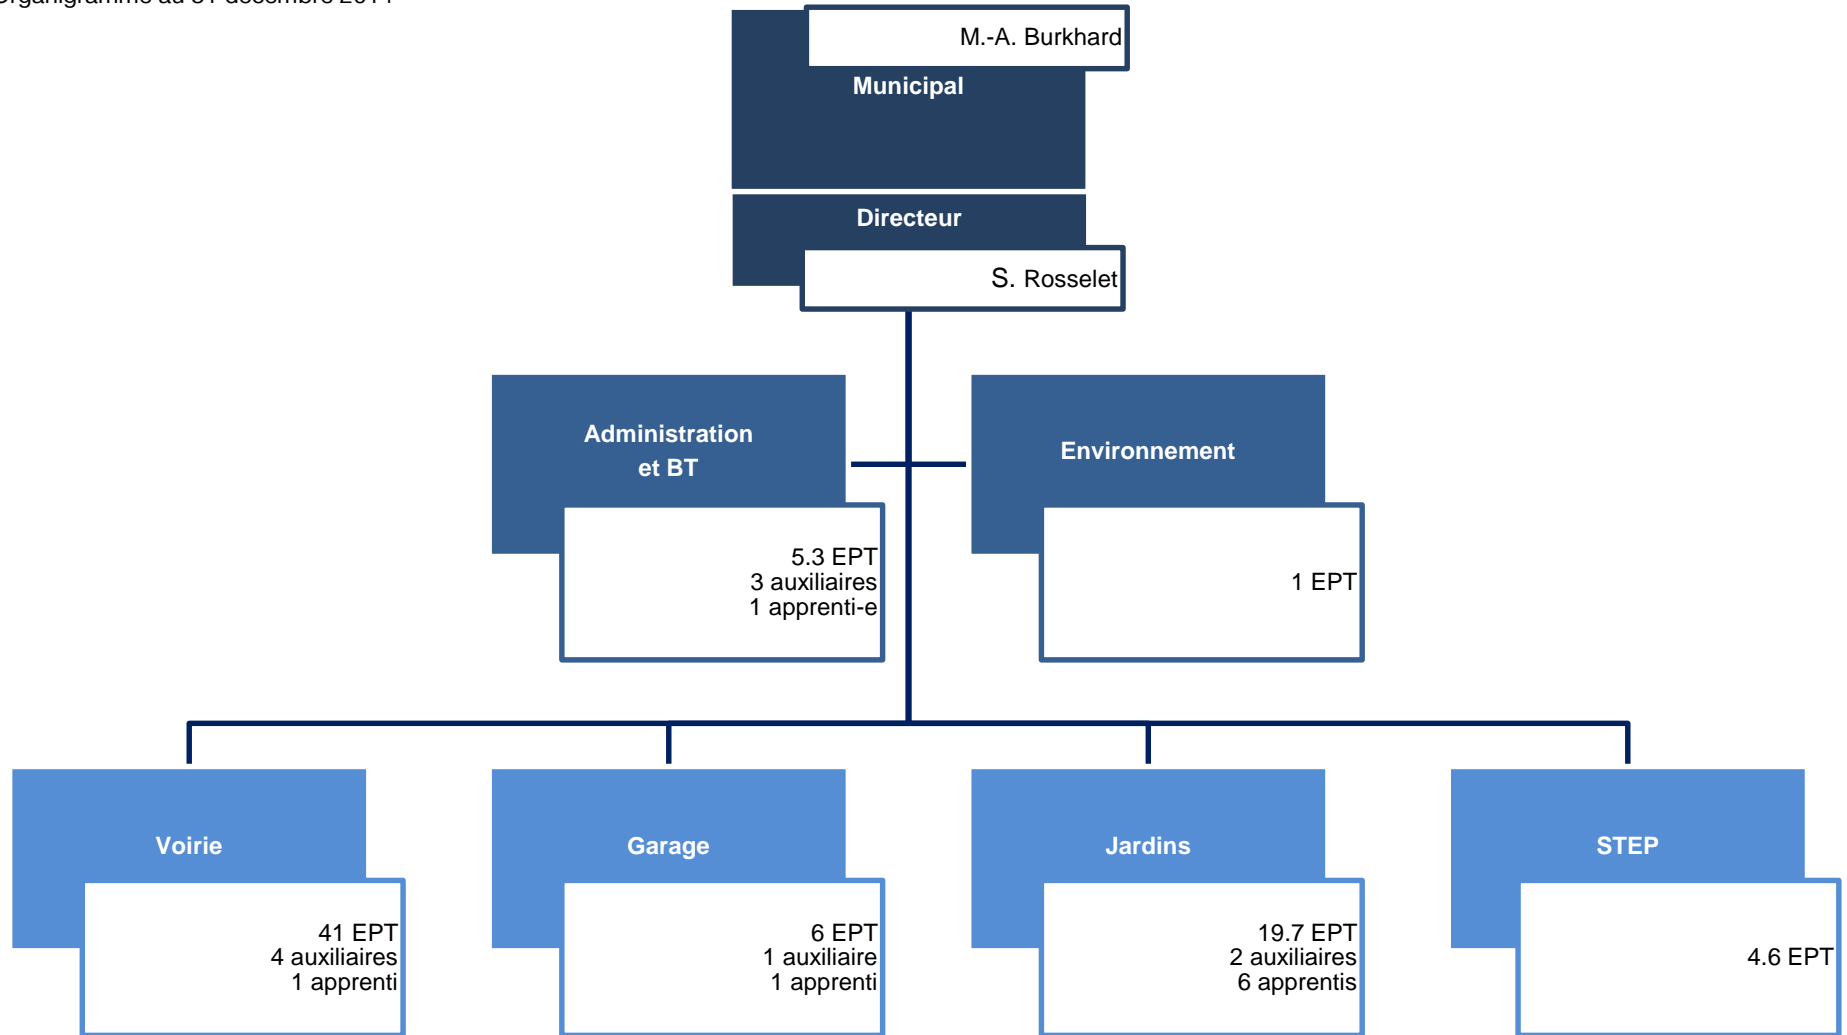 M.-A. Burkhard
Municipal
Directeur
S. Rosselet
Administration
et BT
5.3 EPT
3 auxiliaires
1 apprenti-e
Environnement
1 EPT
Voirie
41 EPT
4 auxiliaires
1 apprenti
Garage
6 EPT
1 auxiliaire
1 apprenti
Jardins
19.7 EPT
2 auxiliaires
6 apprentis
STEP
4.6 EPT